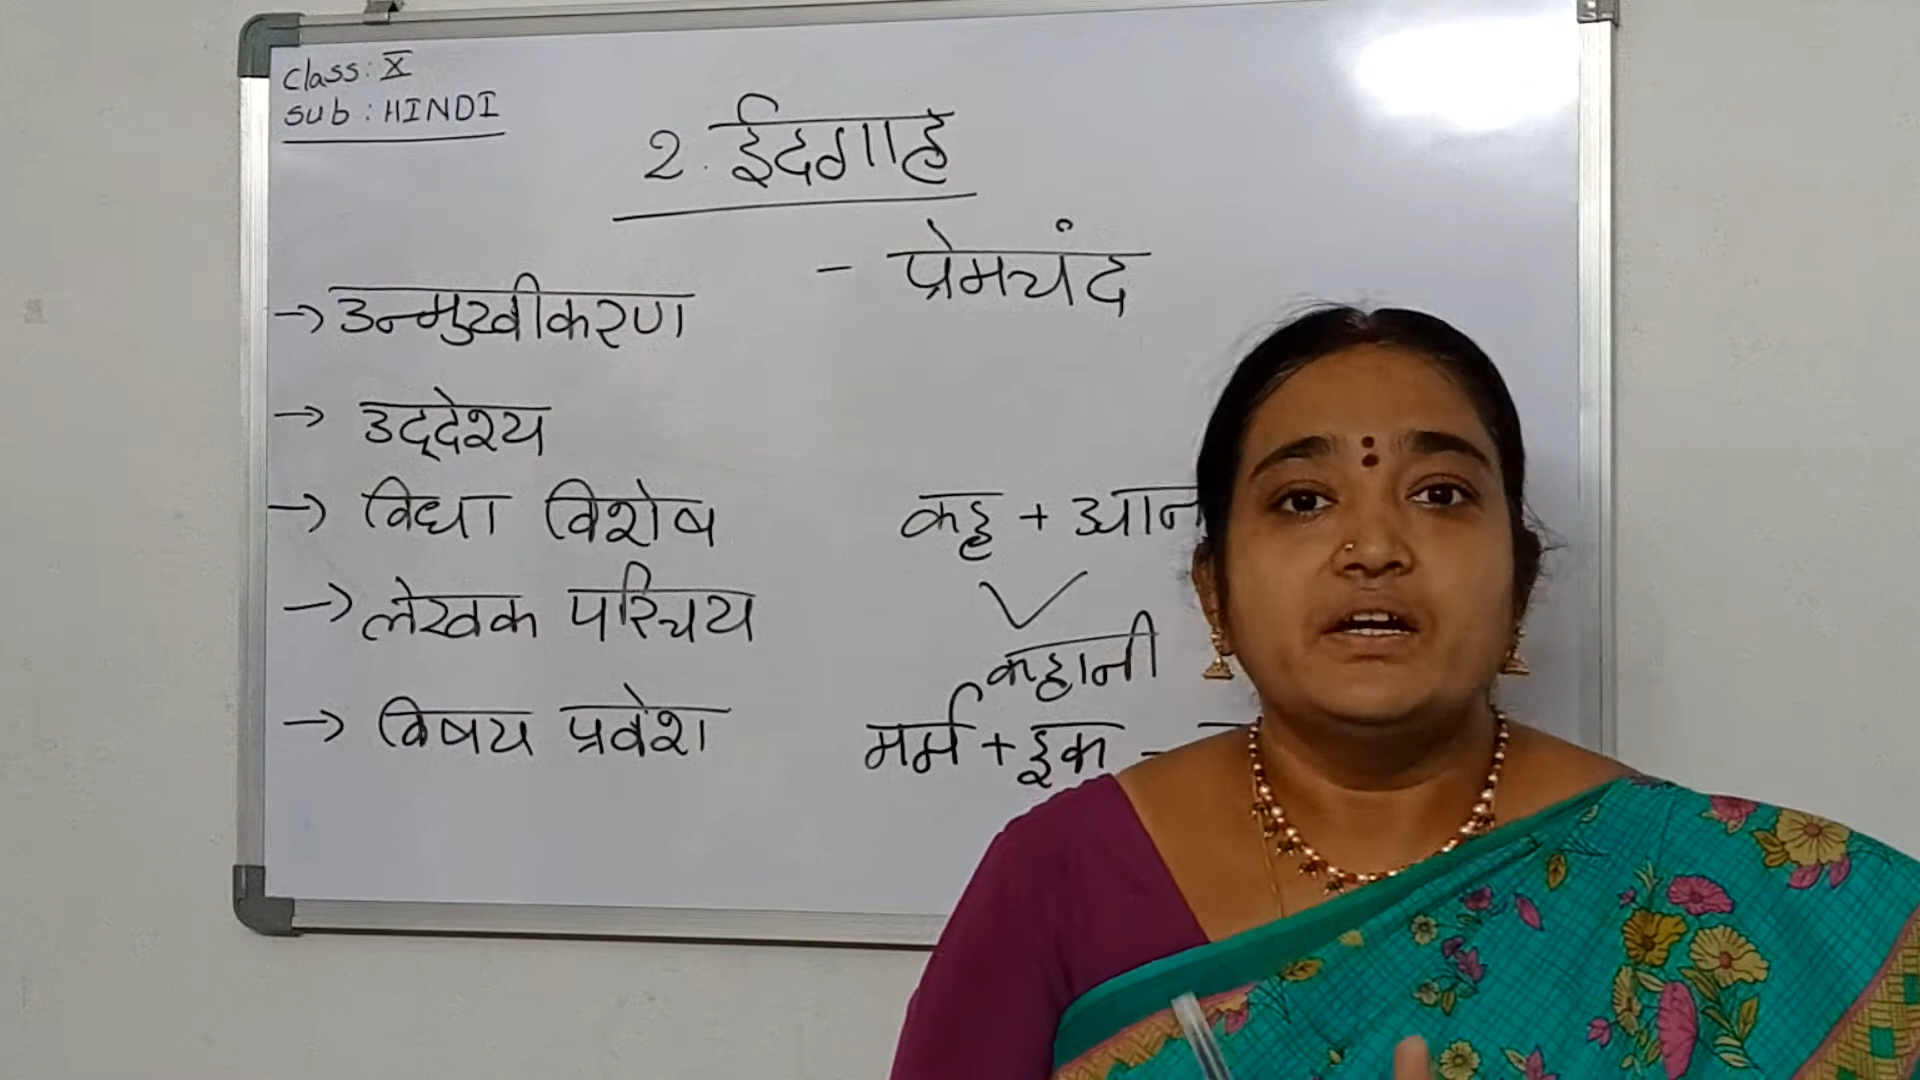 Class: X
Sub: HINDI
2. ईदगाह
- प्रेमचंद
→ उन्मुखीकरण
→ उद्देश्य
→ विधा विशेष
कह + आन
→ लेखक परिचय
कहानी
→ विषय प्रवेश
मर्म + इक -